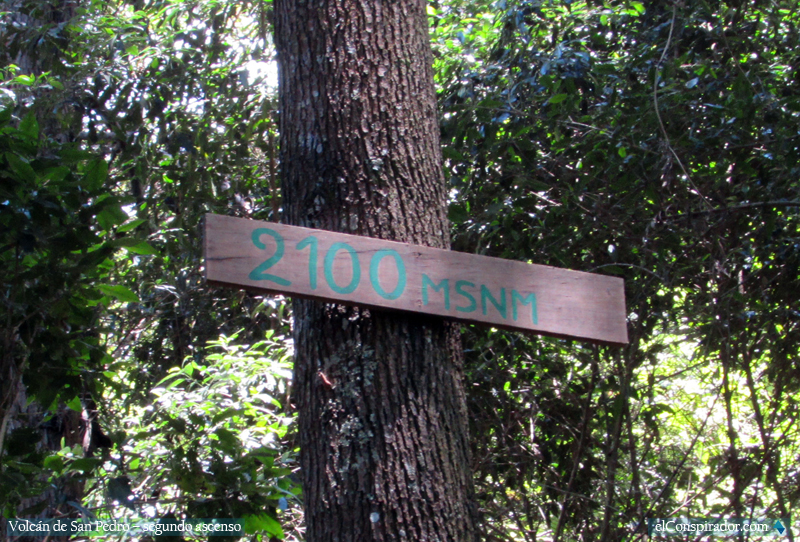 2100 MSNM
Volcán de San Pedro – segundo ascenso
elConspirador.com